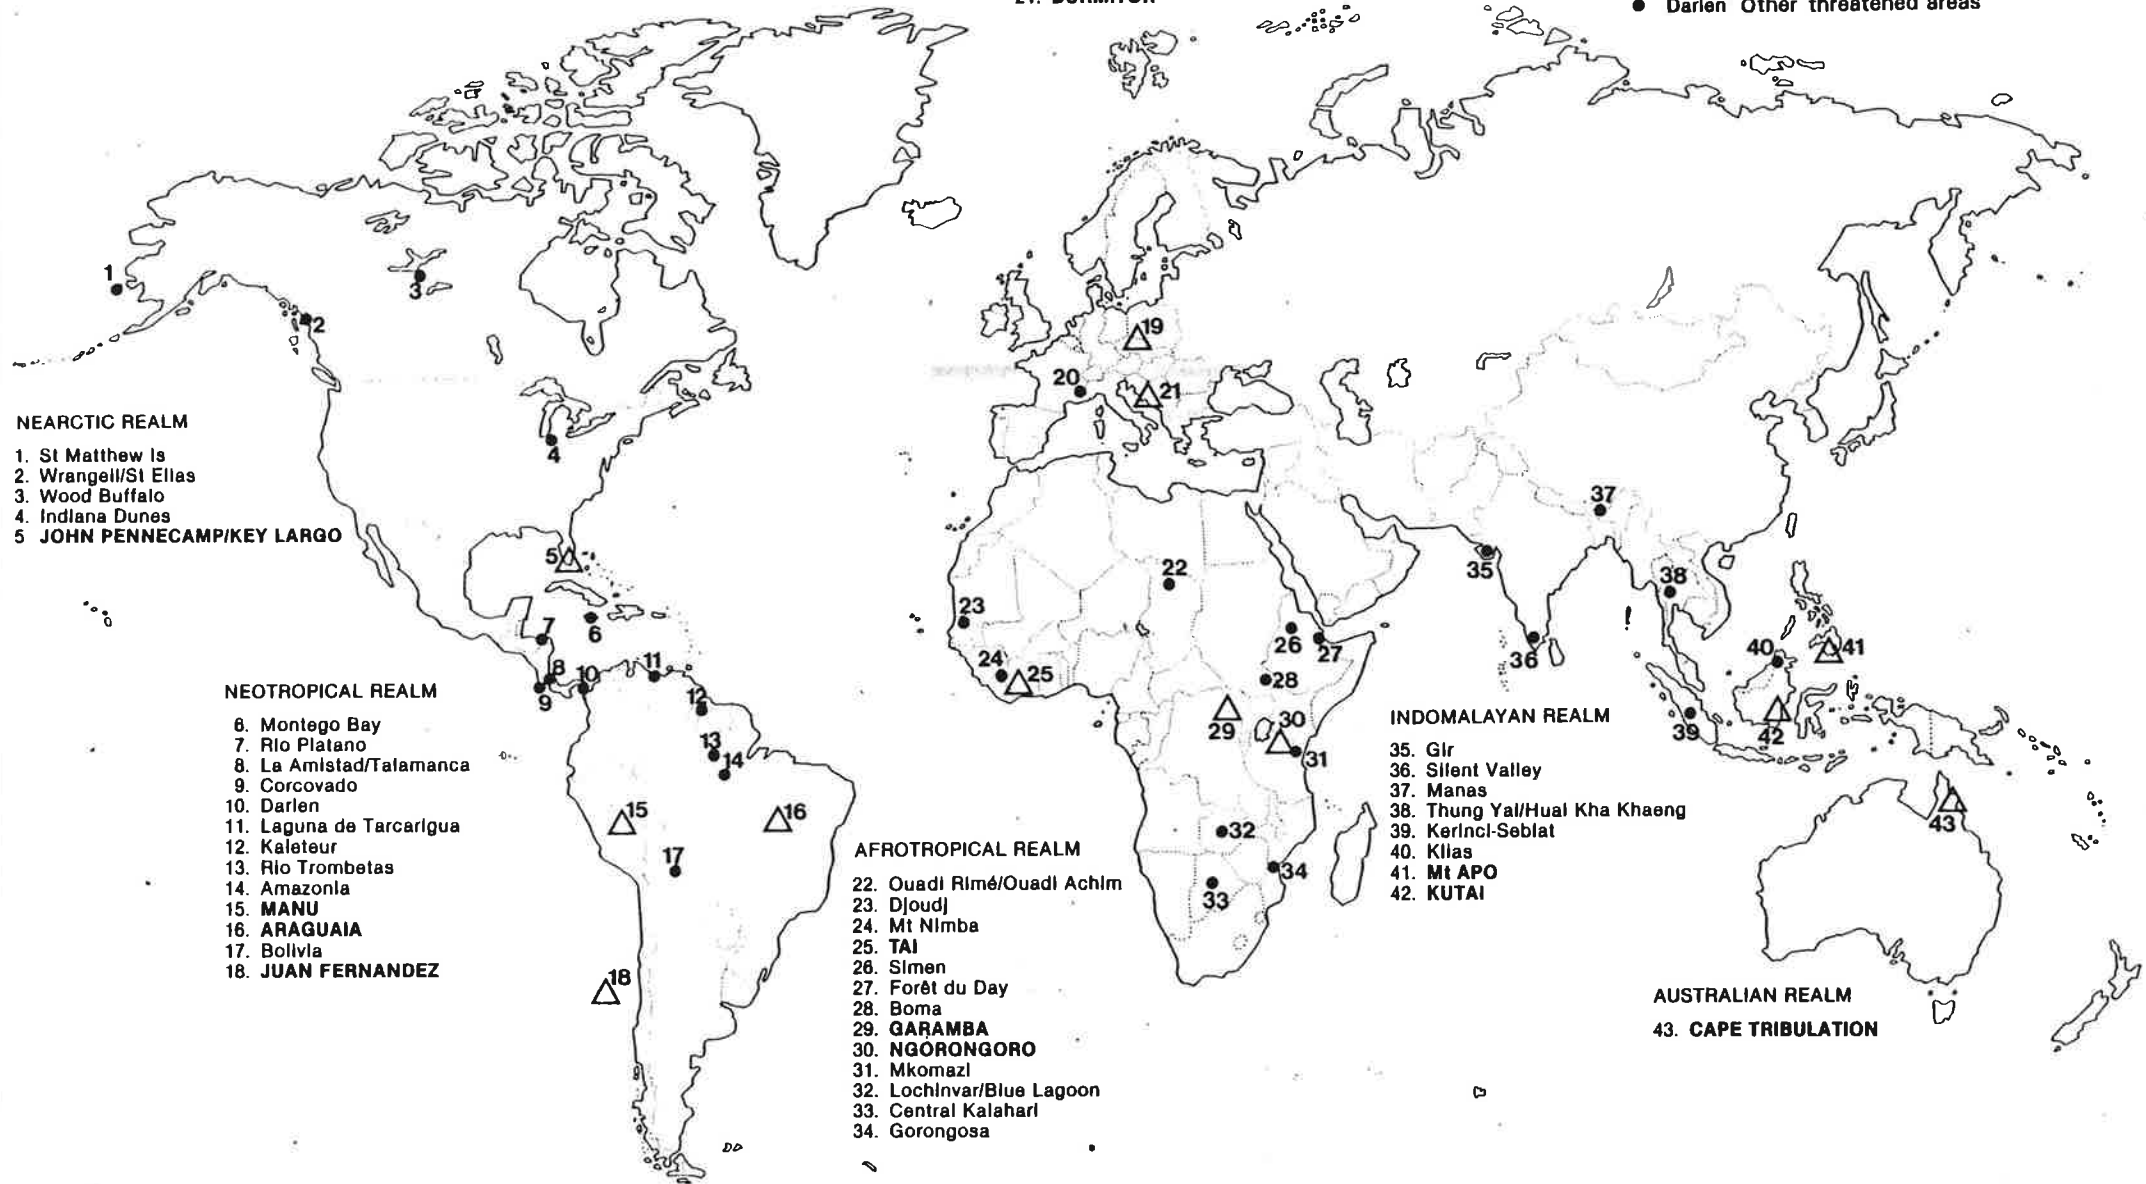 21. DURMITOR
● Darien Other threatened areas
1
2
3
4
5
6
7
8
9
10
11
12
13
14
15
16
17
18
19
20
21
22
23
24
25
26
27
28
29
30
31
32
33
34
35
36
37
38
39
40
41
42
43
NEARCTIC REALM
1. St Matthew Is
2. Wrangell/St Elias
3. Wood Buffalo
4. Indiana Dunes
5 JOHN PENNECAMP/KEY LARGO
NEOTROPICAL REALM
6. Montego Bay
7. Rio Platano
8. La Amistad/Talamanca
9. Corcovado
10. Darien
11. Laguna de Tarcarigua
12. Kaieteur
13. Rio Trombetas
14. Amazonia
15. MANU
16. ARAGUAIA
17. Bolivia
18. JUAN FERNANDEZ
AFROTROPICAL REALM
22. Ouadi Rimé/Ouadi Achim
23. Djoudj
24. Mt Nimba
25. TAI
26. Simen
27. Forêt du Day
28. Boma
29. GARAMBA
30. NGORONGORO
31. Mkomazi
32. Lochinvar/Blue Lagoon
33. Central Kalahari
34. Gorongosa
INDOMALAYAN REALM
35. Gir
36. Silent Valley
37. Manas
38. Thung Yai/Huai Kha Khaeng
39. Kerinci-Seblat
40. Klias
41. Mt APO
42. KUTAI
AUSTRALIAN REALM
43. CAPE TRIBULATION